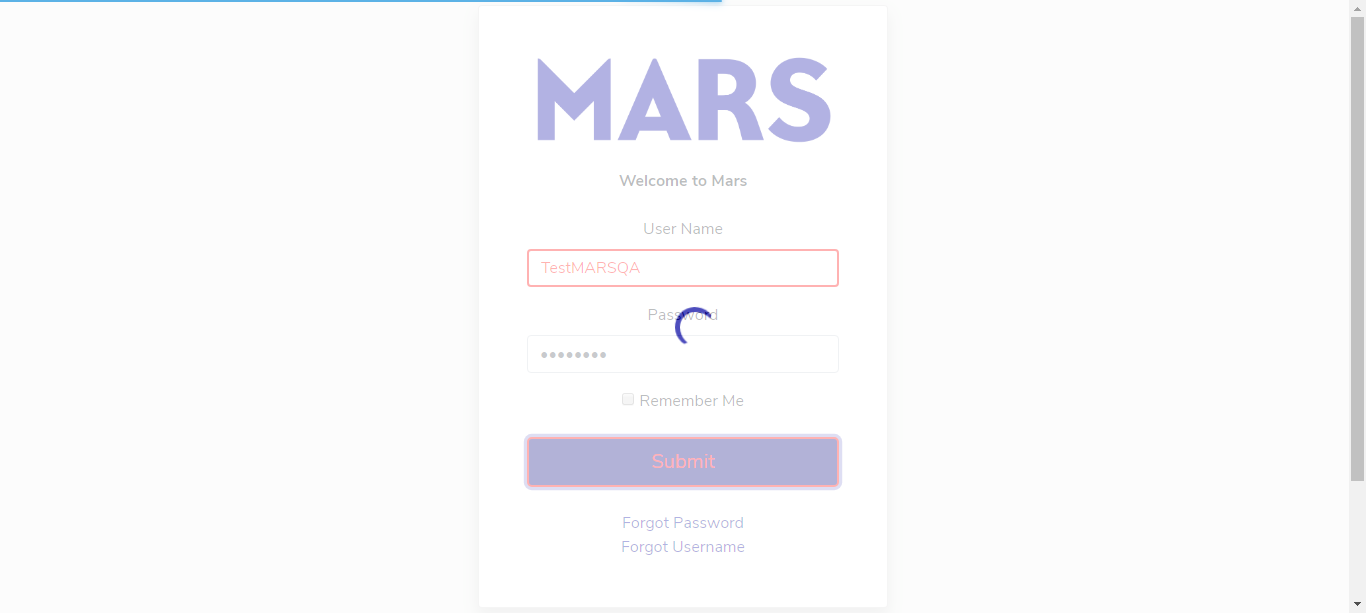 MARS
Welcome to Mars
User Name
TestMARSQA
Password
Remember Me
Submit
Forgot Password
Forgot Username